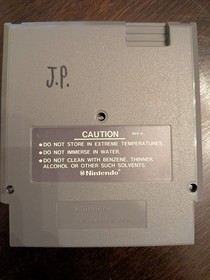 J.P.
CAUTION
•DO NOT STORE IN EXTREME TEMPERATURES.
•DO NOT IMMERSE IN WATER.
•DO NOT CLEAN WITH BENZENE, THINNER,
ALCOHOL OR OTHER SUCH SOLVENTS.
Nintendo